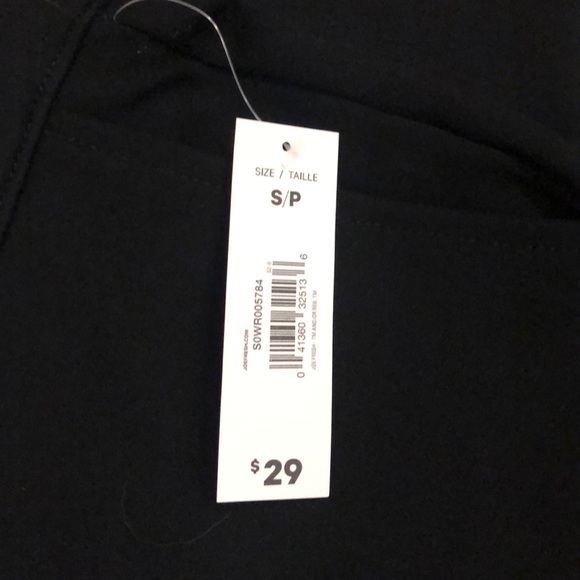 SIZE / TAILLE
S/P
S0WR005784
0 41360 32513 6
JOEFRESH.COM
$29